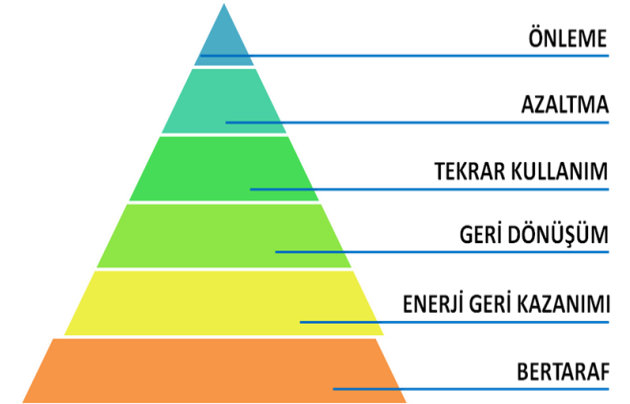 ÖNLEME
AZALTMA
TEKRAR KULLANIM
GERİ DÖNÜŞÜM
ENERJİ GERİ KAZANIMI
BERTARAF